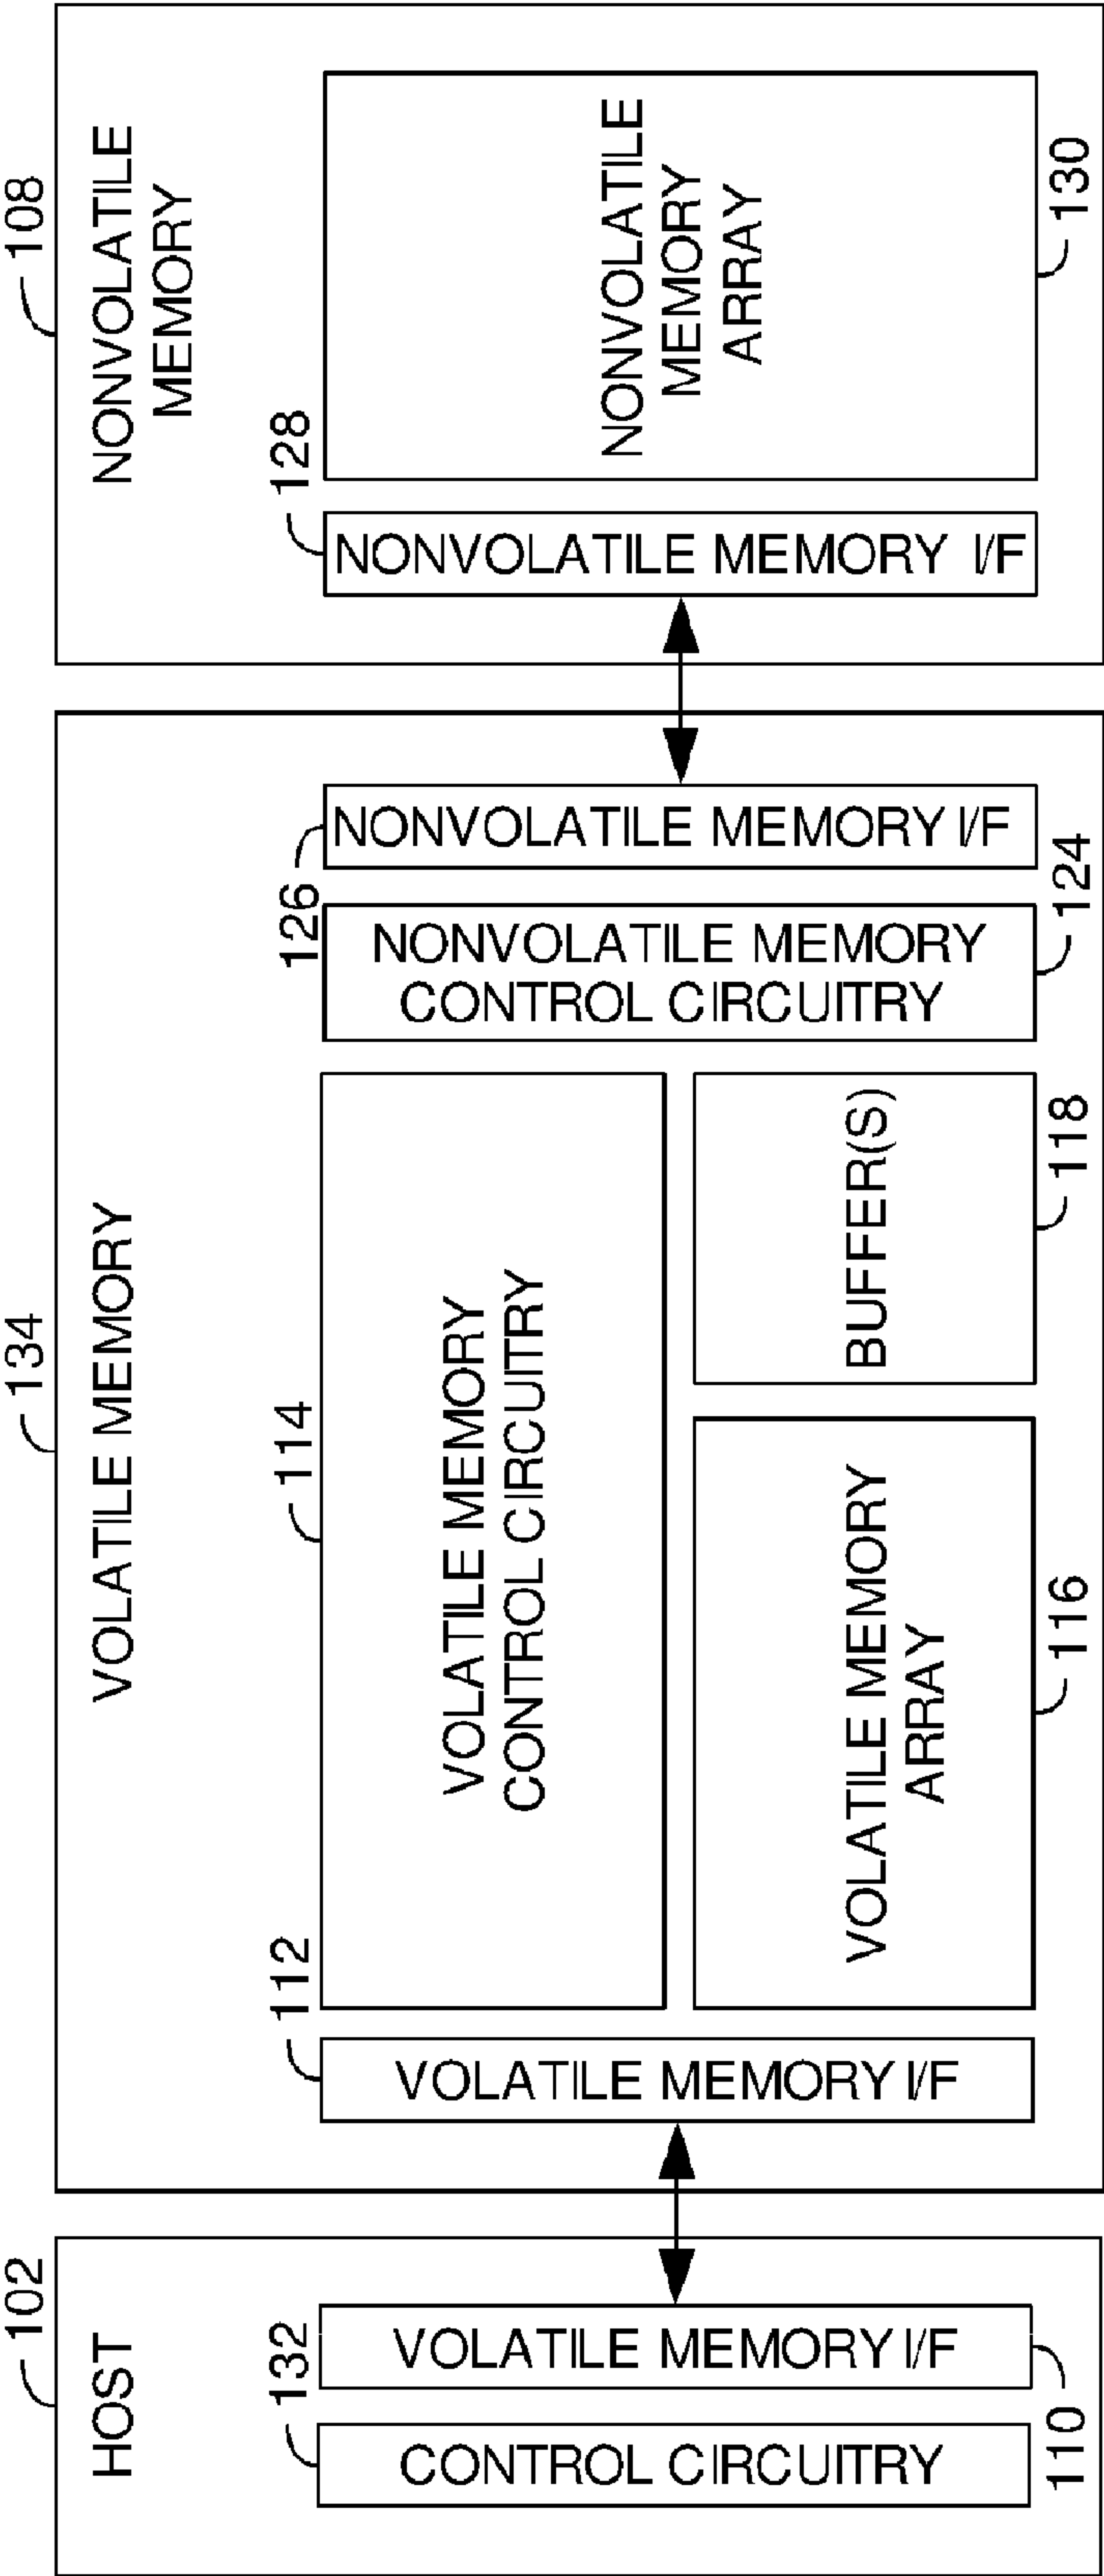 102
HOST
132
CONTROL CIRCUITRY
VOLATILE MEMORY I/F
110
134
VOLATILE MEMORY
112
VOLATILE MEMORY I/F
114
VOLATILE MEMORY
CONTROL CIRCUITRY
VOLATILE MEMORY
ARRAY
116
BUFFER(S)
118
NONVOLATILE MEMORY
CONTROL CIRCUITRY
124
126
NONVOLATILE MEMORY I/F
108
NONVOLATILE
MEMORY
128
NONVOLATILE MEMORY I/F
NONVOLATILE
MEMORY
ARRAY
130